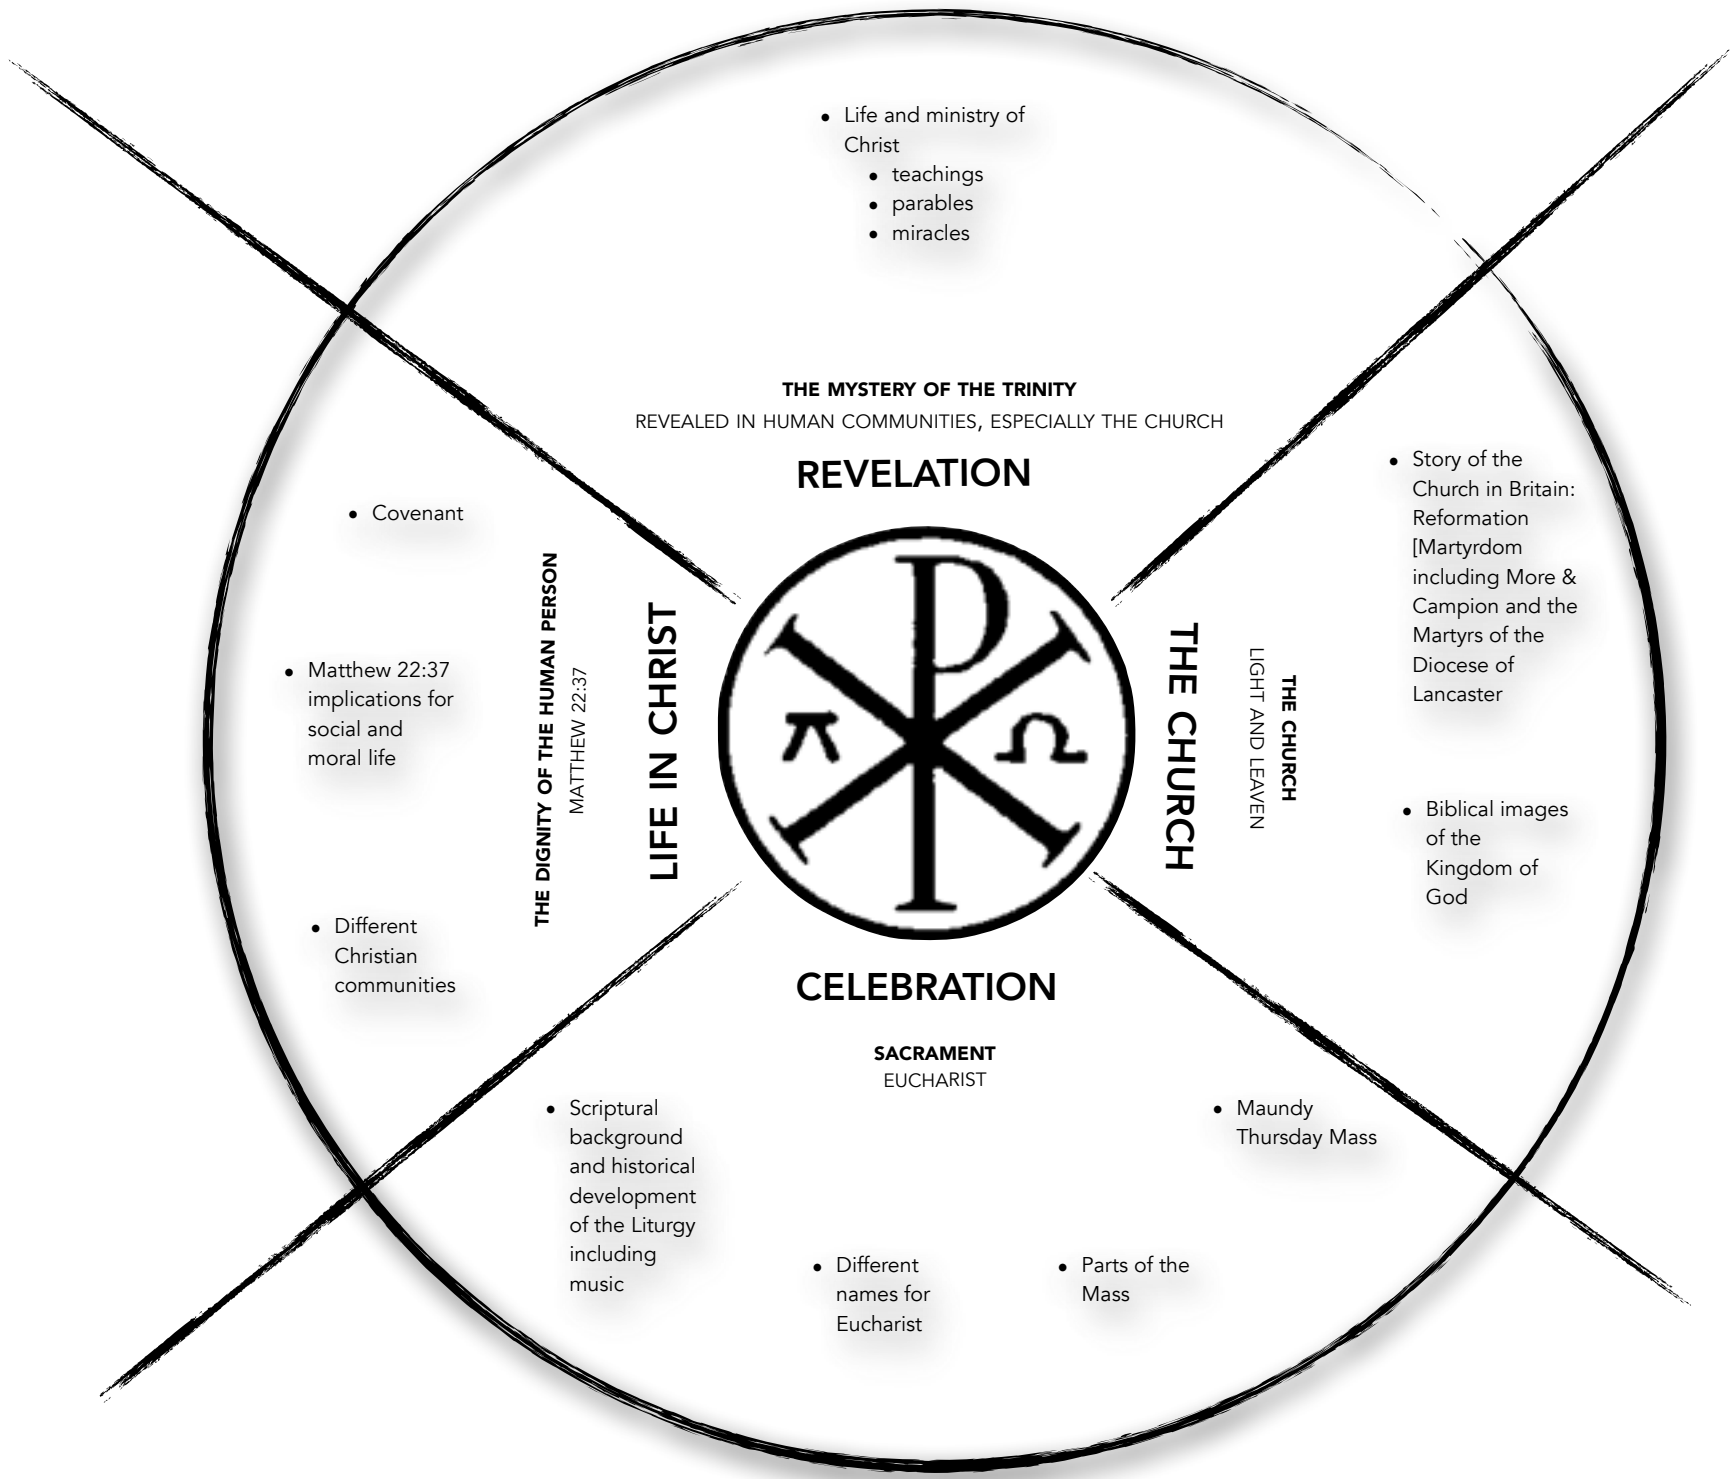 • Life and ministry of
Christ
• teachings
• parables
• miracles
THE MYSTERY OF THE TRINITY
REVEALED IN HUMAN COMMUNITIES, ESPECIALLY THE CHURCH
REVELATION
• Covenant
• Matthew 22:37
implications for
social and
moral life
• Different
Christian
communities
THE DIGNITY OF THE HUMAN PERSON
MATTHEW 22:37
LIFE IN CHRIST
THE CHURCH
LIGHT AND LEAVEN
THE CHURCH
• Story of the
Church in Britain:
Reformation
[Martyrdom
including More &
Campion and the
Martyrs of the
Diocese of
Lancaster
• Biblical images
of the
Kingdom of
God
CELEBRATION
SACRAMENT
EUCHARIST
• Scriptural
background
and historical
development
of the Liturgy
including
music
• Different
names for
Eucharist
• Parts of the
Mass
• Maundy
Thursday Mass